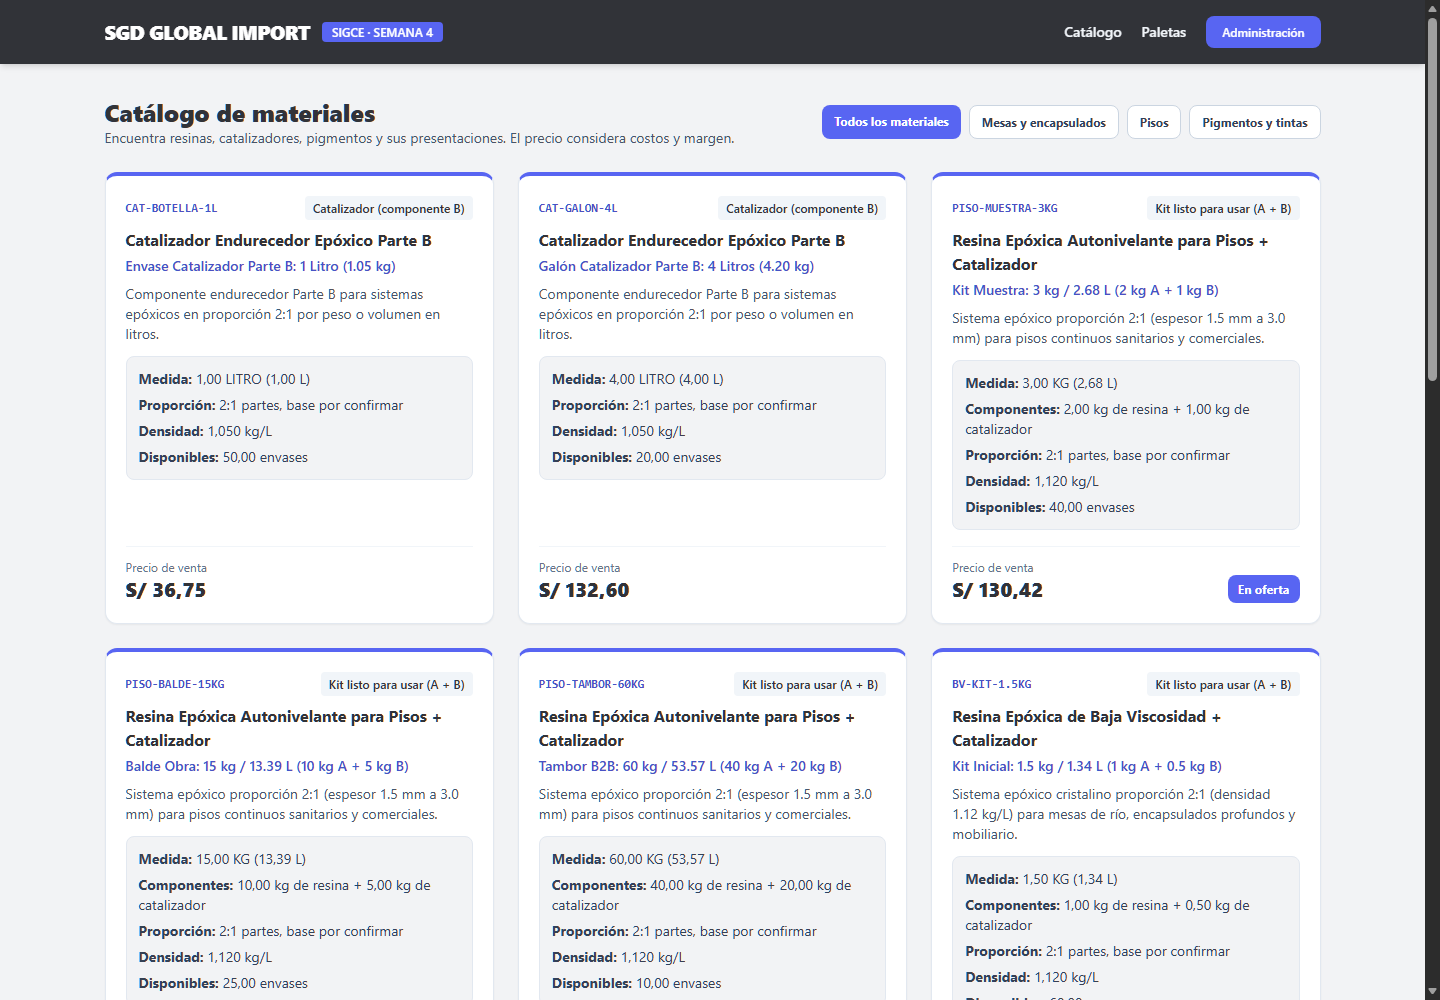 SGD GLOBAL IMPORT
SIGCE · SEMANA 4
Catálogo
Paletas
Administración
Catálogo de materiales
Encuentra resinas, catalizadores, pigmentos y sus presentaciones. El precio considera costos y margen.
Todos los materiales
Mesas y encapsulados
Pisos
Pigmentos y tintas
CAT-BOTELLA-1L
Catalizador (componente B)
Catalizador Endurecedor Epóxico Parte B
Envase Catalizador Parte B: 1 Litro (1.05 kg)
Componente endurecedor Parte B para sistemas
epóxicos en proporción 2:1 por peso o volumen en
litros.
Medida: 1,00 LITRO (1,00 L)
Proporción: 2:1 partes, base por confirmar
Densidad: 1,050 kg/L
Disponibles: 50,00 envases
Precio de venta
S/ 36,75
CAT-GALON-4L
Catalizador (componente B)
Catalizador Endurecedor Epóxico Parte B
Galón Catalizador Parte B: 4 Litros (4.20 kg)
Componente endurecedor Parte B para sistemas
epóxicos en proporción 2:1 por peso o volumen en
litros.
Medida: 4,00 LITRO (4,00 L)
Proporción: 2:1 partes, base por confirmar
Densidad: 1,050 kg/L
Disponibles: 20,00 envases
Precio de venta
S/ 132,60
PISO-MUESTRA-3KG
Kit listo para usar (A + B)
Resina Epóxica Autonivelante para Pisos +
Catalizador
Kit Muestra: 3 kg / 2.68 L (2 kg A + 1 kg B)
Sistema epóxico proporción 2:1 (espesor 1.5 mm a 3.0
mm) para pisos continuos sanitarios y comerciales.
Medida: 3,00 KG (2,68 L)
Componentes: 2,00 kg de resina + 1,00 kg de
catalizador
Proporción: 2:1 partes, base por confirmar
Densidad: 1,120 kg/L
Disponibles: 40,00 envases
Precio de venta
S/ 130,42
En oferta
PISO-BALDE-15KG
Kit listo para usar (A + B)
Resina Epóxica Autonivelante para Pisos +
Catalizador
Balde Obra: 15 kg / 13.39 L (10 kg A + 5 kg B)
Sistema epóxico proporción 2:1 (espesor 1.5 mm a 3.0
mm) para pisos continuos sanitarios y comerciales.
Medida: 15,00 KG (13,39 L)
Componentes: 10,00 kg de resina + 5,00 kg de
catalizador
Proporción: 2:1 partes, base por confirmar
Densidad: 1,120 kg/L
Disponibles: 25,00 envases
PISO-TAMBOR-60KG
Kit listo para usar (A + B)
Resina Epóxica Autonivelante para Pisos +
Catalizador
Tambor B2B: 60 kg / 53.57 L (40 kg A + 20 kg B)
Sistema epóxico proporción 2:1 (espesor 1.5 mm a 3.0
mm) para pisos continuos sanitarios y comerciales.
Medida: 60,00 KG (53,57 L)
Componentes: 40,00 kg de resina + 20,00 kg de
catalizador
Proporción: 2:1 partes, base por confirmar
Densidad: 1,120 kg/L
Disponibles: 10,00 envases
BV-KIT-1.5KG
Kit listo para usar (A + B)
Resina Epóxica de Baja Viscosidad +
Catalizador
Kit Inicial: 1.5 kg / 1.34 L (1 kg A + 0.5 kg B)
Sistema epóxico cristalino proporción 2:1 (densidad
1.12 kg/L) para mesas de río, encapsulados profundos y
mobiliario.
Medida: 1,50 KG (1,34 L)
Componentes: 1,00 kg de resina + 0,50 kg de
catalizador
Proporción: 2:1 partes, base por confirmar
Densidad: 1,120 kg/L